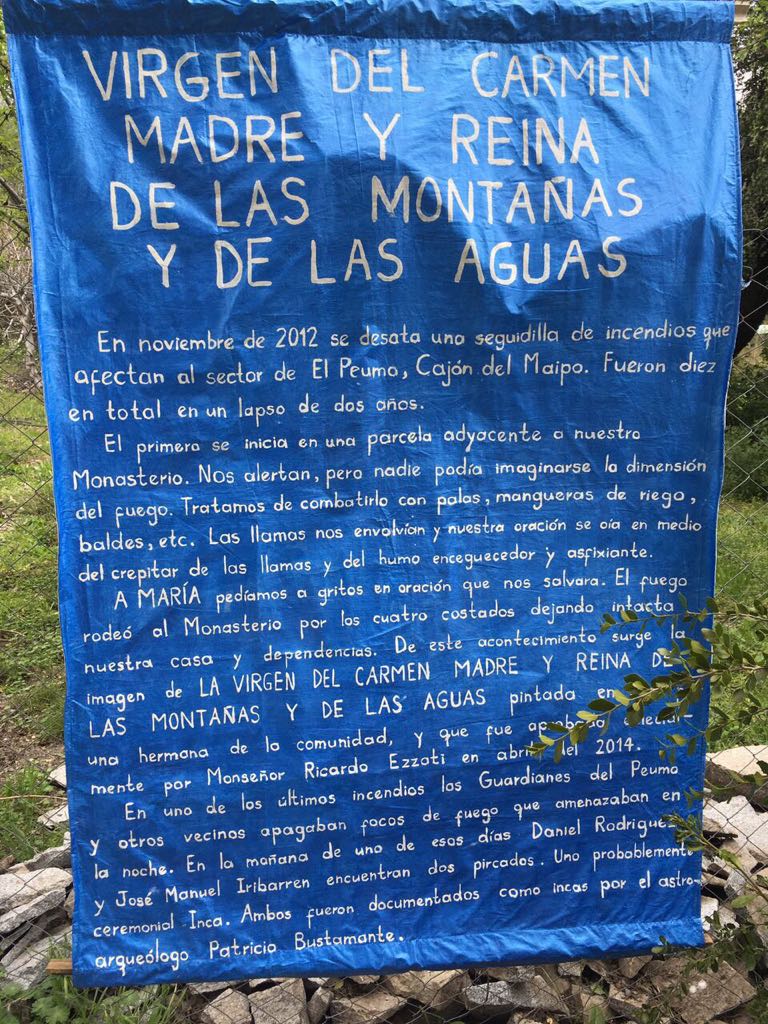 VIRGEN DEL CARMEN
MADRE Y REINA
DE LAS MONTAÑAS
Y DE LAS AGUAS
En noviembre de 2012 se desata una seguidilla de incendios que
afectan al sector de El Peumo, Cajón del Maipo. Fueron diez
en total en un lapso de dos años.
El primero se inicia en una parcela adyacente a nuestro
Monasterio. Nos alertan, pero nadie podía imaginarse la dimensión
del fuego. Tratamos de combatirlo con palas, mangueras de riego,
baldes, etc. Las llamas nos envolvían y nuestra oración se oía en medio
del crepitar de las llamas y del humo enceguecedor y asfixiante.
A MARÍA pedíamos a gritos en oración que nos salvara. El fuego
rodeó al Monasterio por los cuatro costados dejando intacta
nuestra casa y dependencias. De este acontecimiento surge la
imagen de LA VIRGEN DEL CARMEN MADRE Y REINA DE
LAS MONTAÑAS Y DE LAS AGUAS pintada
una hermana de la comunidad, y que fue
mente por Monseñor Ricardo Ezzati en abril del 2014.
En uno de los últimos incendios los Guardianes del Peumo
y otros vecinos apagaban focos de fuego que amenazaban en
la noche. En la mañana de uno de esos días Daniel Rodríguez
y José Manuel Iribarren encuentran dos pircados. Uno probablemente
ceremonial Inca. Ambos fueron documentados como incas por el astro-
arqueólogo Patricio Bustamante.